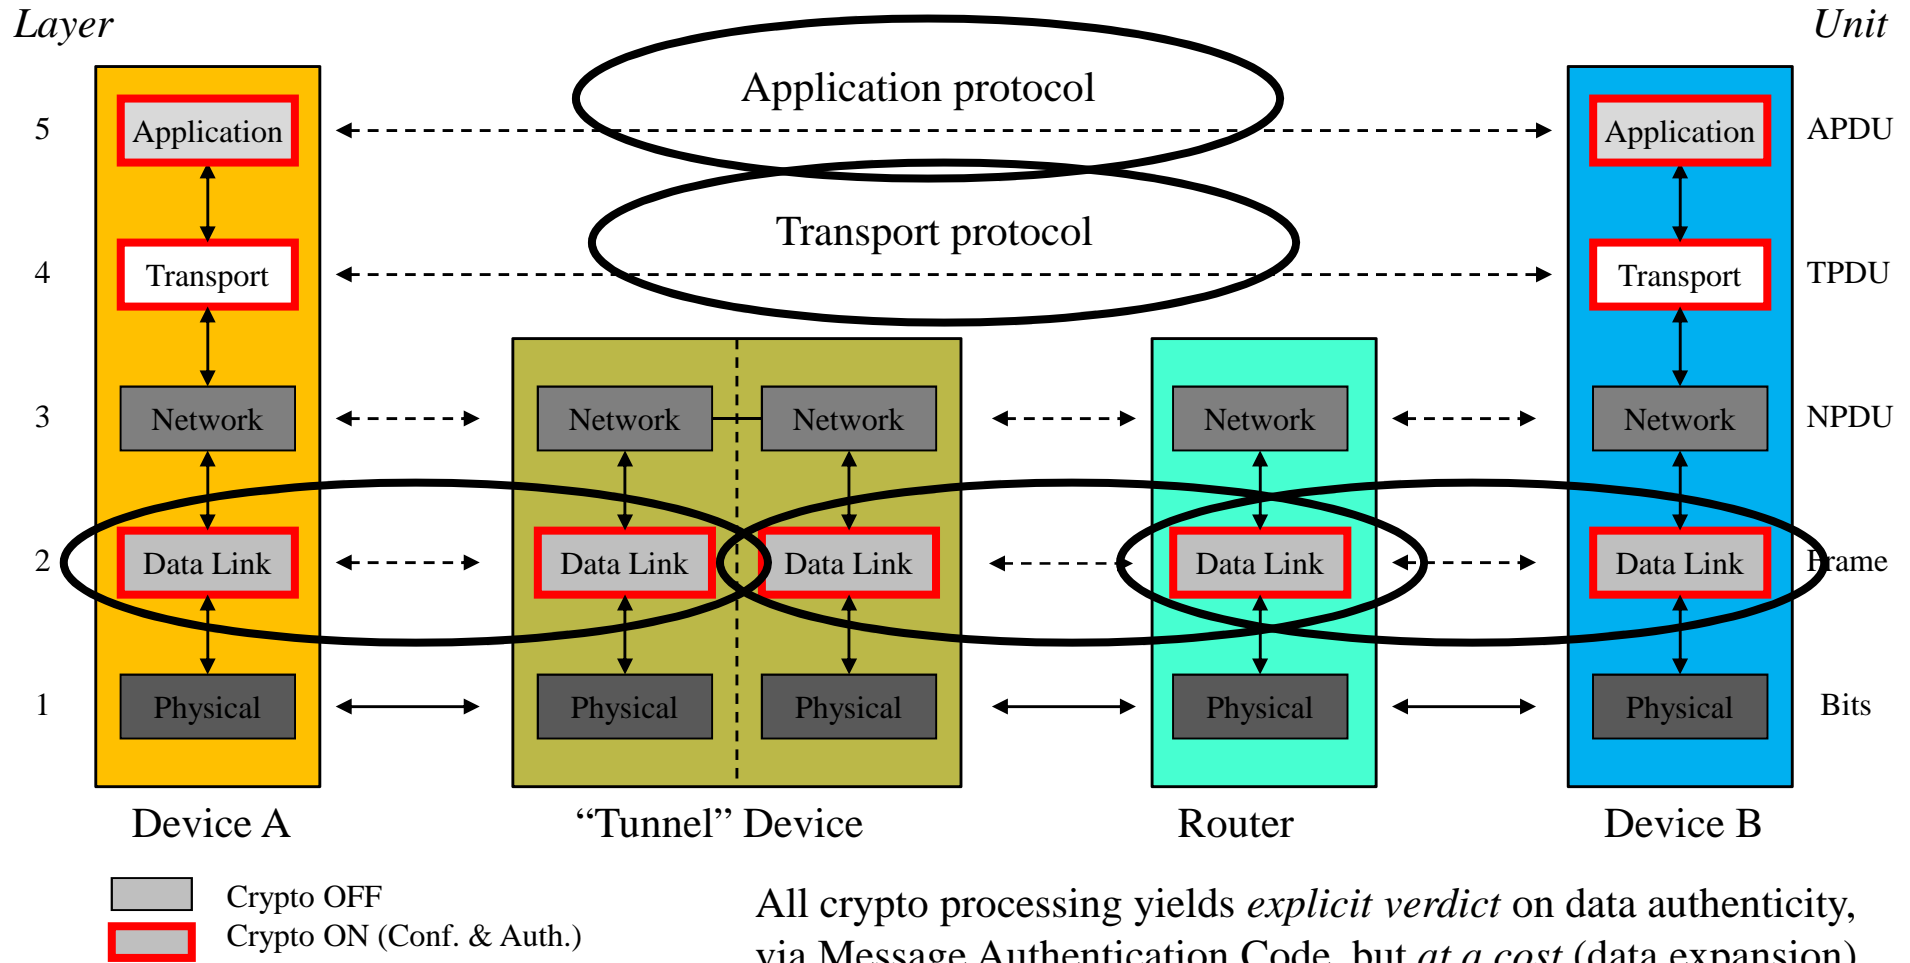 Layer
Unit
Application protocol
5
Application
Application
APDU
Transport protocol
4
Transport
Transport
TPDU
3
Network
Network
Network
Network
Network
NPDU
2
Data Link
Data Link
Data Link
Data Link
Data Link
Frame
1
Physical
Physical
Physical
Physical
Physical
Bits
Device A
“Tunnel” Device
Router
Device B
Crypto OFF
Crypto ON (Conf. & Auth.)
All crypto processing yields explicit verdict on data authenticity,
via Message Authentication Code, but at a cost (data expansion)